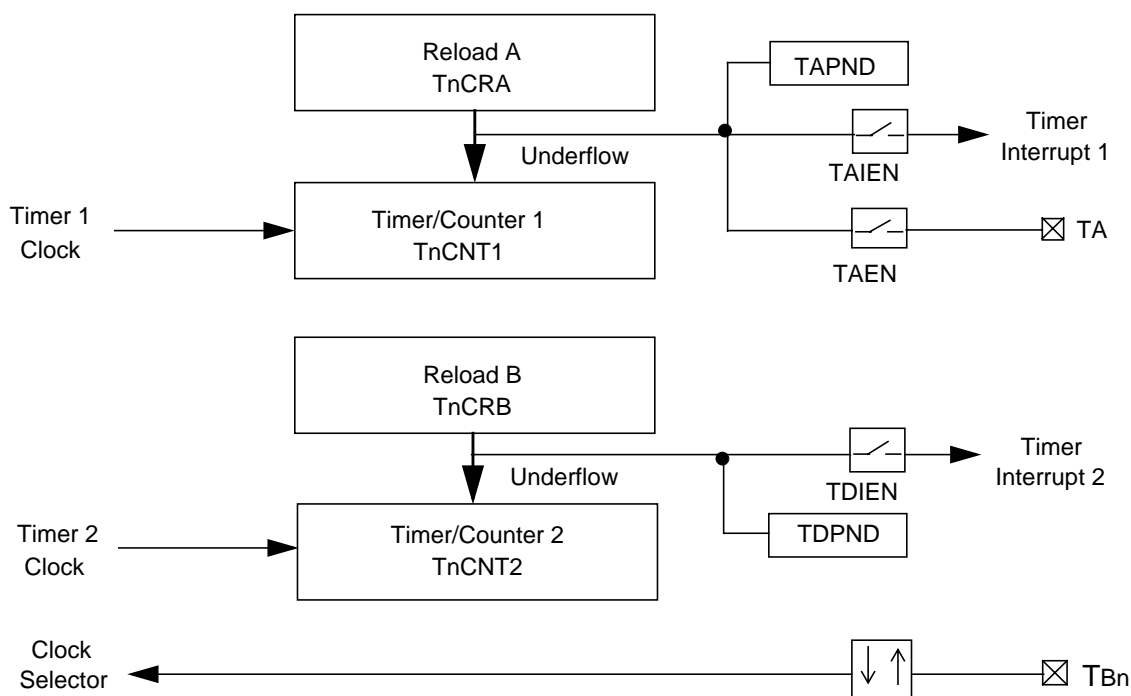 Reload A
TnCRA
TAPND
Underflow
TAIEN
Timer
Interrupt 1
Timer 1
Clock
Timer/Counter 1
TnCNT1
TAEN
TA
Reload B
TnCRB
Underflow
TDIEN
Timer
Interrupt 2
TDPND
Timer 2
Clock
Timer/Counter 2
TnCNT2
Clock
Selector
TBn